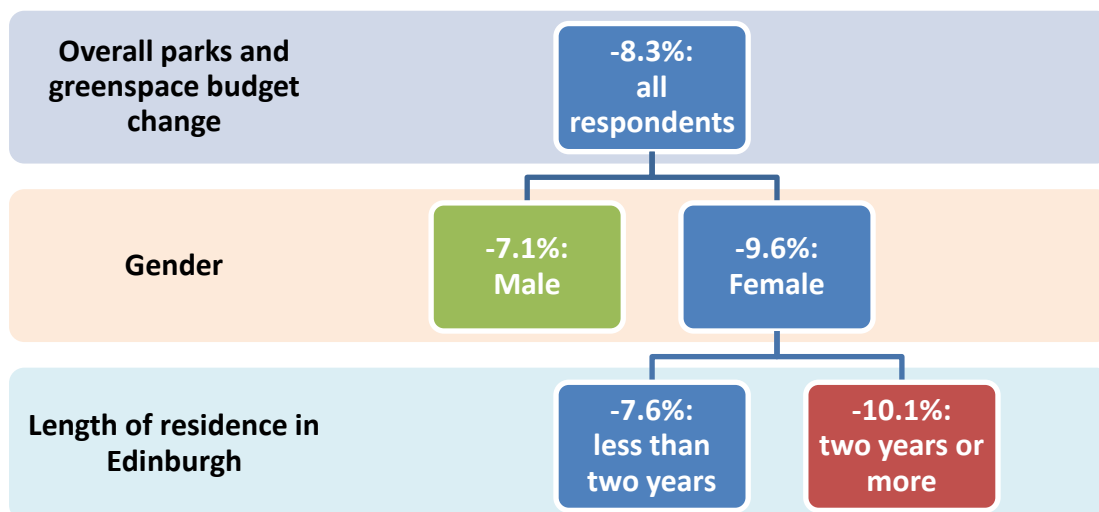 Overall parks and
greenspace budget
change
-8.3%:
all
respondents
Gender
-7.1%:
Male
-9.6%:
Female
Length of residence in
Edinburgh
-7.6%:
less than
two years
-10.1%:
two years or
more